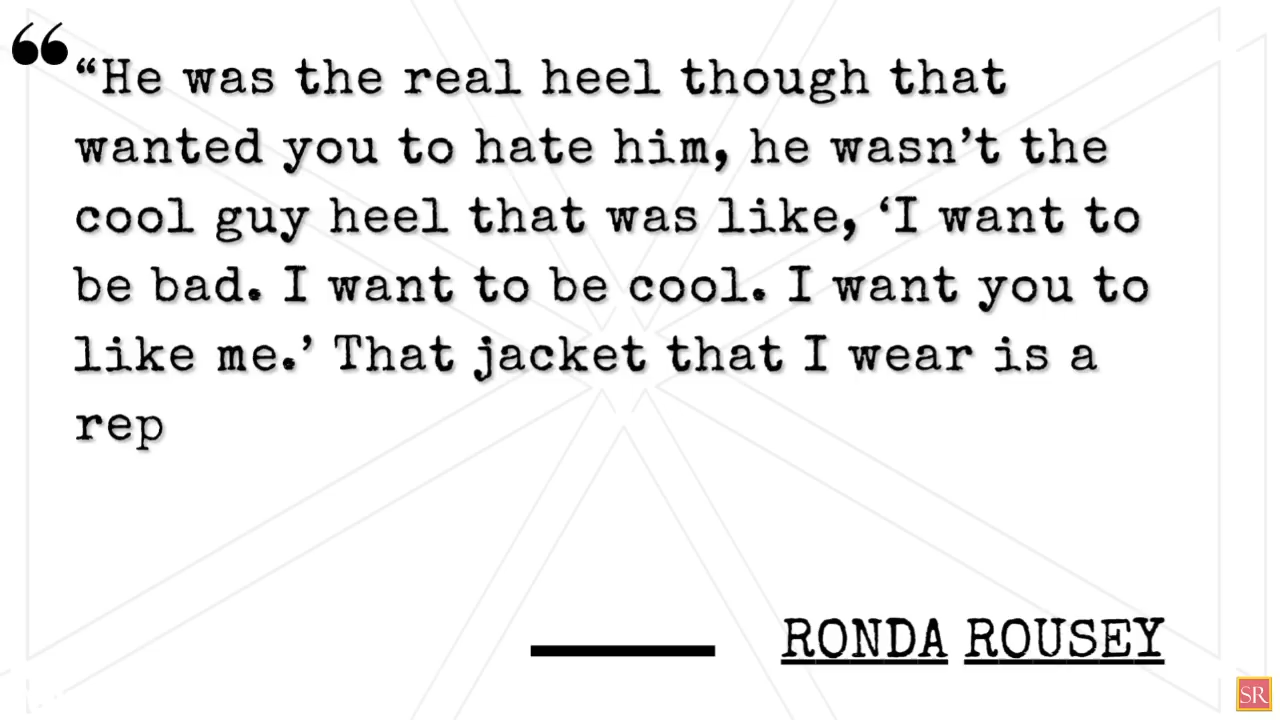 “He was the real heel though that
wanted you to hate him, he wasn’t the
cool guy heel that was like, ‘I want to
be bad. I want to be cool. I want you to
like me.’ That jacket that I wear is a
rep
RONDA ROUSEY
SR